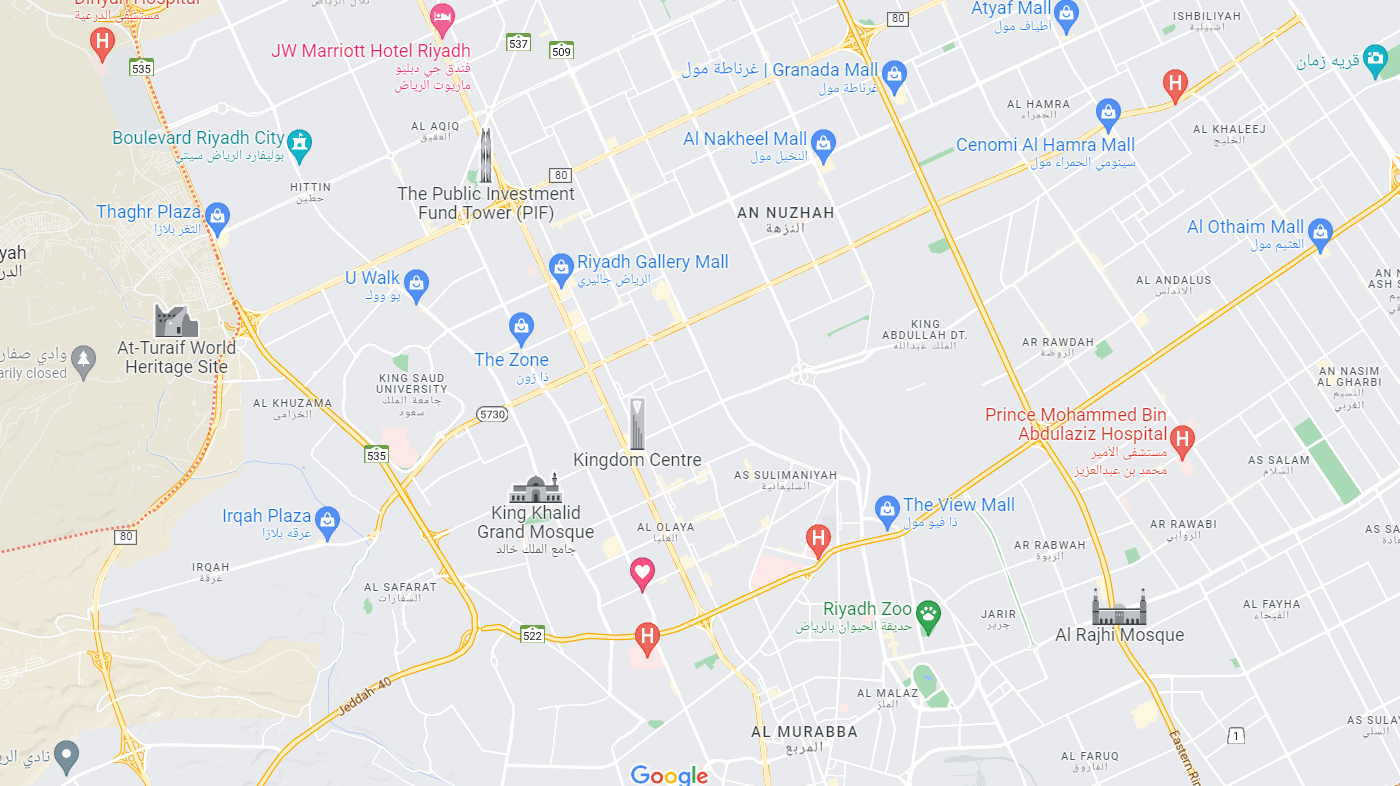 Diriyah Hospital
مستشفى الدرعية
535
JW Marriott Hotel Riyadh
فندق جي دبليو
ماريوت الرياض
537
509
80
Atyaf Mall
أطياف مول
ISHBILIYAH
اشبيلية
قرية زمان
غرناطة مول | Granada Mall
غرناطة مول
AL HAMRA
الحمراء
Cenomi Al Hamra Mall
سينومي الحمراء مول
AL KHALEEJ
الخليج
Boulevard Riyadh City
بوليفارد الرياض سيتي
AL AQIQ
العقيق
Al Nakheel Mall
النخيل مول
HITTIN
حطين
80
The Public Investment
Fund Tower (PIF)
Thaghr Plaza
الثغر بلازا
AN NUZHAH
النزهة
Al Othaim Mall
العثيم مول
yah
الدر
U Walk
يو ووك
Riyadh Gallery Mall
الرياض جاليري
AL ANDALUS
الأندلس
AN N
ASH S
At-Turaif World
Heritage Site
وادي صفار
arily closed
The Zone
ذا زون
KING
ABDULLAH DT.
الملك عبدالله
AR RAWDAH
الروضة
KING SAUD
UNIVERSITY
جامعة الملك
سعود
AL KHUZAMA
الخزامى
5730
AN NASIM
AL GHARBI
النسيم
الغربي
Kingdom Centre
Prince Mohammed Bin
Abdulaziz Hospital
مستشفى الأمير
محمد بن عبدالعزيز
535
AS SULIMANIYAH
السليمانية
AS SALAM
السلام
King Khalid
Grand Mosque
جامع الملك خالد
Irqah Plaza
عرقه بلازا
The View Mall
ذا فيو مول
AL OLAYA
العليا
80
AR RAWABI
الروابي
AS SA
AR RABWAH
الربوة
IRQAH
عرقة
AL SAFARAT
السفارات
Riyadh Zoo
حديقة الحيوان بالرياض
JARIR
جرير
AL FAYHA
الفيحاء
522
Al Rajhi Mosque
Jeddah-40
AL MALAZ
الملز
AL MURABBA
المربع
AS SULAY
السلي
1
نادي الر
AL FARUQ
الفاروق
Eastern Rin
Google